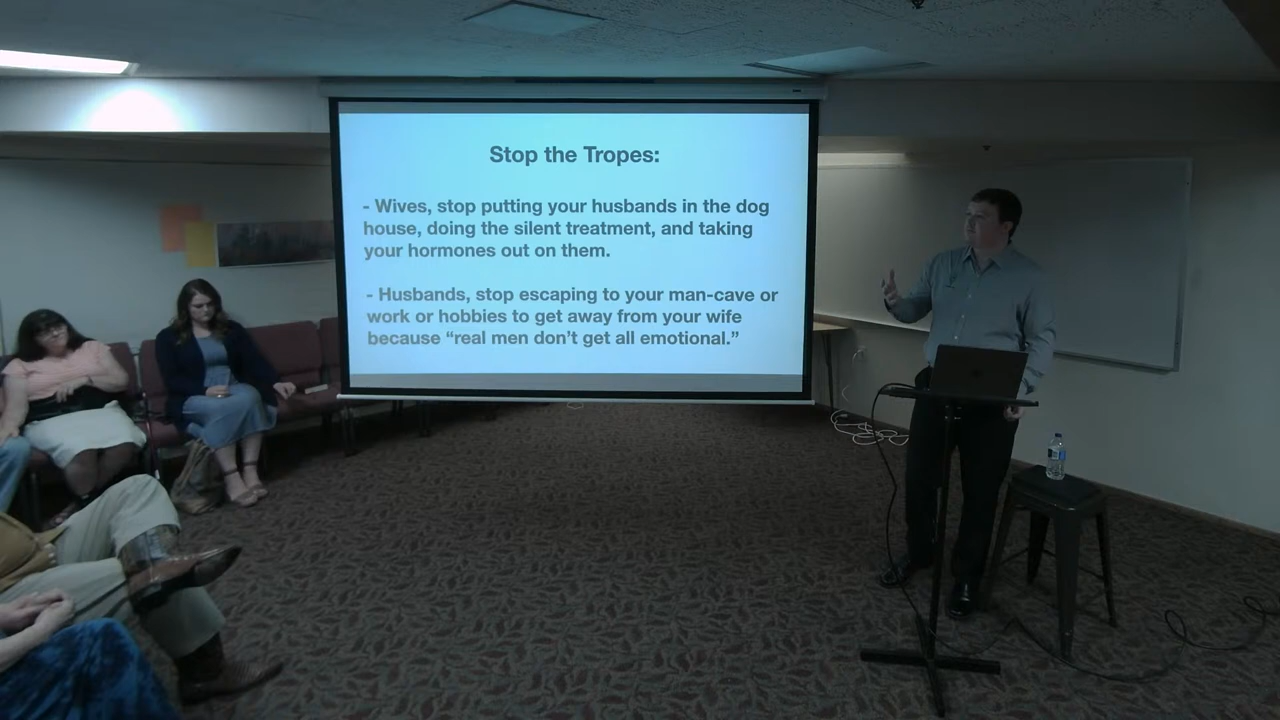 Stop the Tropes:
- Wives, stop putting your husbands in the dog
house, doing the silent treatment, and taking
your hormones out on them.
- Husbands, stop escaping to your man-cave or
work or hobbies to get away from your wife
because “real men don’t get all emotional.”